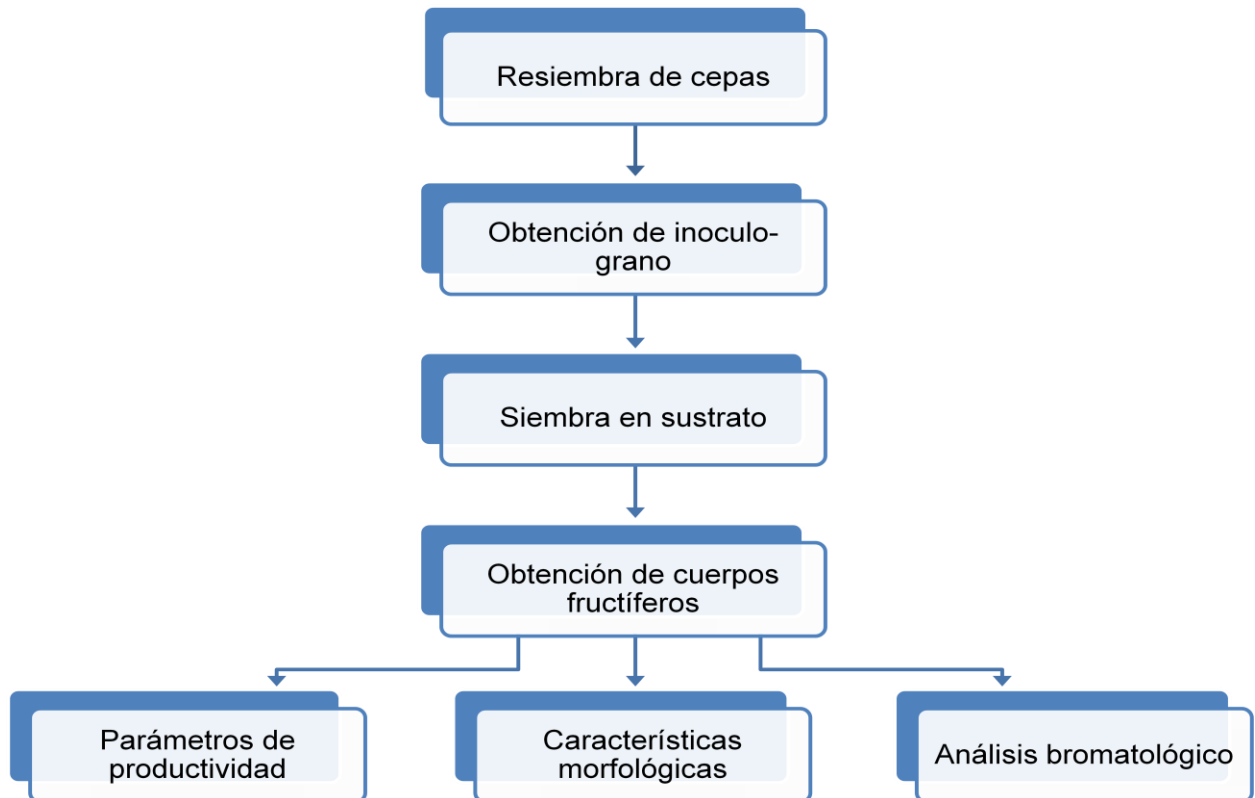 Resiembra de cepas
Obtención de inoculo-
grano
Siembra en sustrato
Obtención de cuerpos
fructíferos
Parámetros de
productividad
Características
morfológicas
Análisis bromatológico